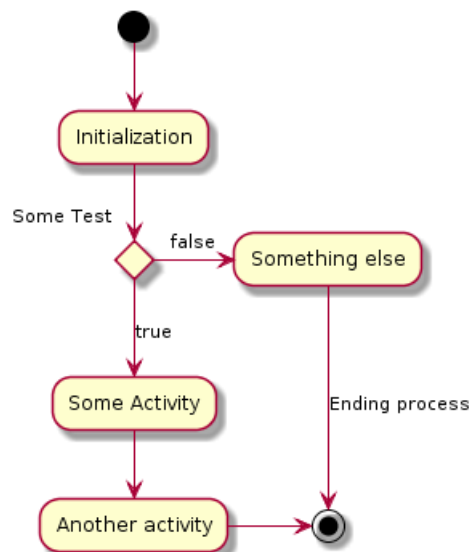 Initialization
Some Test
false
Something else
true
Some Activity
Ending process
Another activity